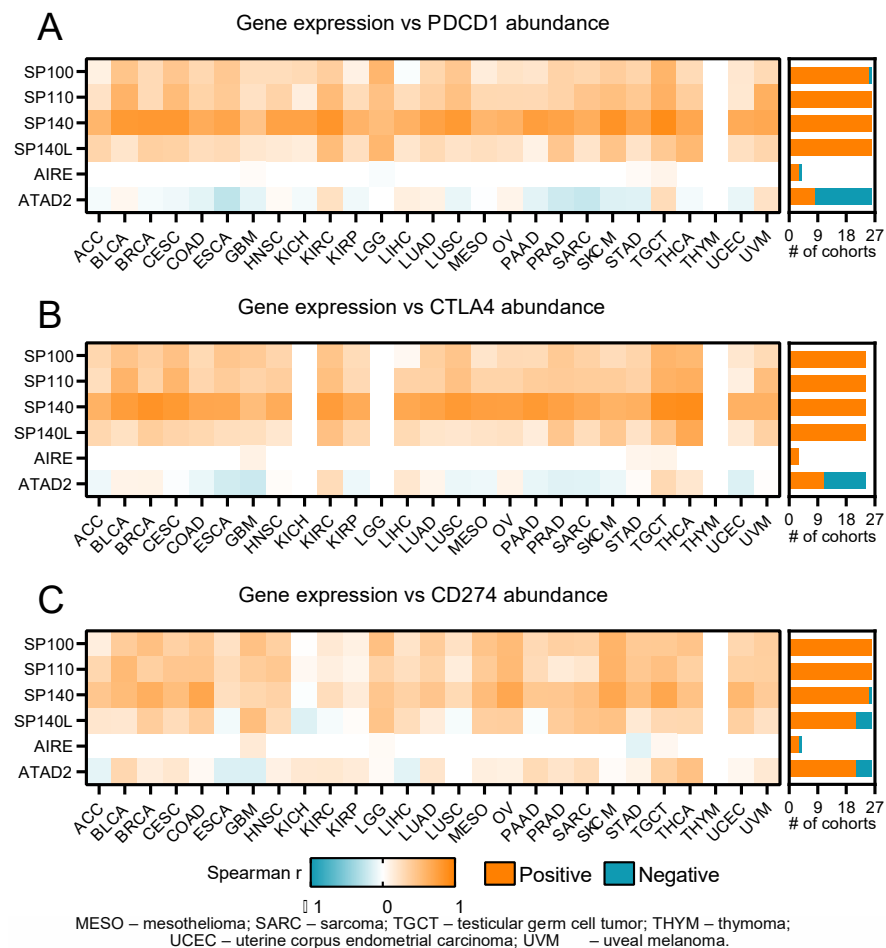 A
Gene expression vs PDCD1 abundance
SP100
SP110
SP140
SP140L
AIRE
ATAD2
ACC BLCA BRCA CESC COAD ESCA GBM HNSC KICH KIRC KIRP LGG LIHC LUAD LUSC MESO OV PAAD PRAD SARC SKCM STAD TGCT THCA THYM UCEC UVM
0 9 18 27
# of cohorts
B
Gene expression vs CTLA4 abundance
SP100
SP110
SP140
SP140L
AIRE
ATAD2
ACC BLCA BRCA CESC COAD ESCA GBM HNSC KICH KIRC KIRP LGG LIHC LUAD LUSC MESO OV PAAD PRAD SARC SKCM STAD TGCT THCA THYM UCEC UVM
0 9 18 27
# of cohorts
C
Gene expression vs CD274 abundance
SP100
SP110
SP140
SP140L
AIRE
ATAD2
ACC BLCA BRCA CESC COAD ESCA GBM HNSC KICH KIRC KIRP LGG LIHC LUAD LUSC MESO OV PAAD PRAD SARC SKCM STAD TGCT THCA THYM UCEC UVM
0 9 18 27
# of cohorts
Spearman r
▯ 1 0 1
Positive
Negative
MESO – mesothelioma; SARC – sarcoma; TGCT – testicular germ cell tumor; THYM – thymoma;
UCEC – uterine corpus endometrial carcinoma; UVM – uveal melanoma.